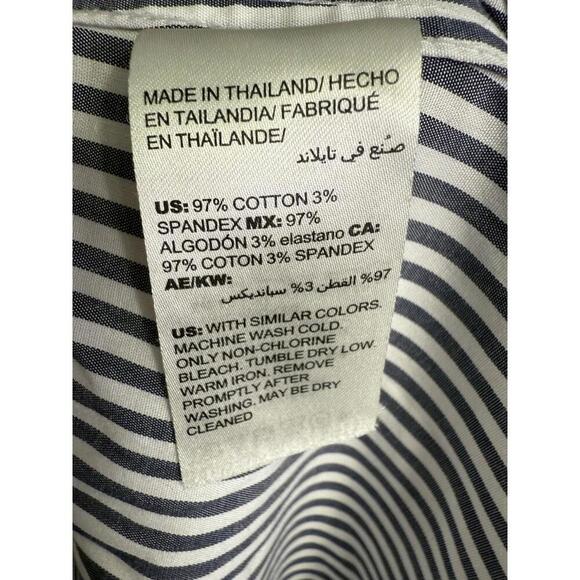 MADE IN THAILAND/ HECHO
EN TAILANDIA/ FABRIQUÉ
EN THAÏLANDE/
صُنع في تايلاند
US: 97% COTTON 3%
SPANDEX MX: 97%
ALGODÓN 3% elastano CA:
97% COTON 3% SPANDEX
AE/KW:
97% القطن 3% سبانديكس
US: WITH SIMILAR COLORS.
MACHINE WASH COLD.
ONLY NON-CHLORINE
BLEACH. TUMBLE DRY LOW.
WARM IRON. REMOVE
PROMPTLY AFTER
WASHING. MAY BE DRY
CLEANED